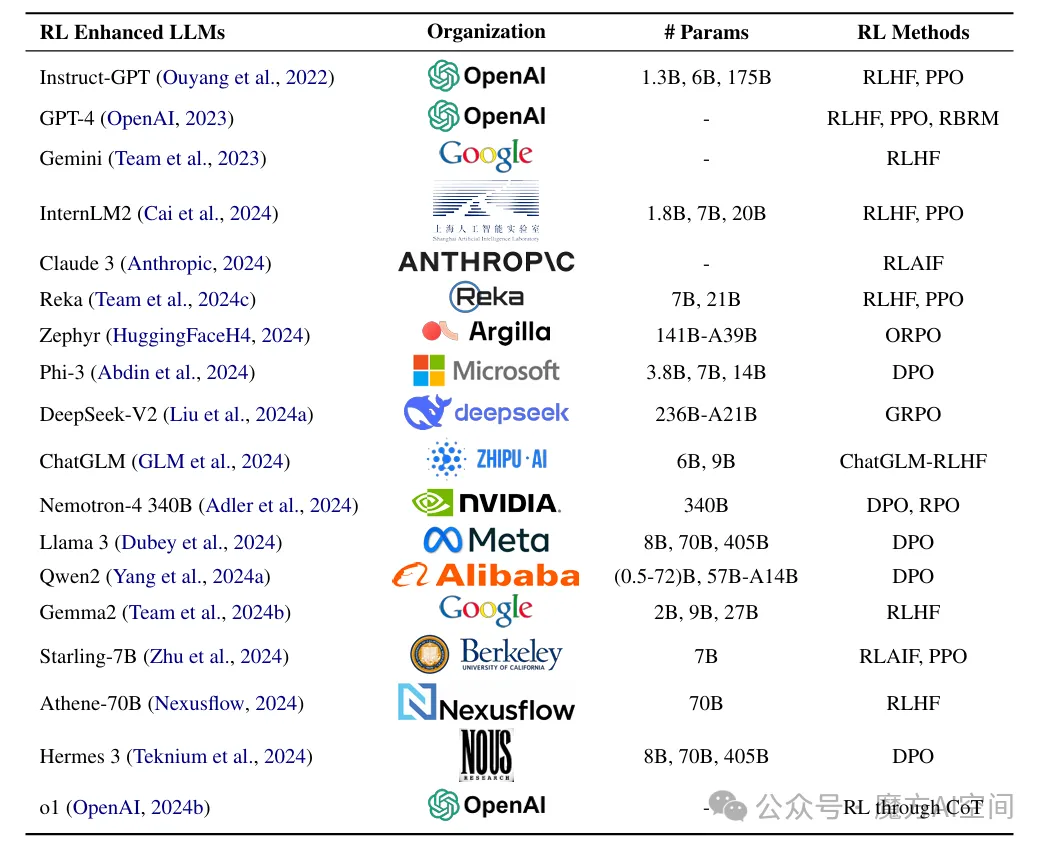 RL Enhanced LLMs Organization # Params RL Methods
Instruct-GPT (Ouyang et al., 2022) OpenAI 1.3B, 6B, 175B RLHF, PPO
GPT-4 (OpenAI, 2023) OpenAI - RLHF, PPO, RBRM
Gemini (Team et al., 2023) Google - RLHF
InternLM2 (Cai et al., 2024) 上海人工智能实验室 Shanghai Artificial Intelligence Laboratory 1.8B, 7B, 20B RLHF, PPO
Claude 3 (Anthropic, 2024) ANTHROP\C - RLAIF
Reka (Team et al., 2024c) Reka 7B, 21B RLHF, PPO
Zephyr (HuggingFaceH4, 2024) Argilla 141B-A39B ORPO
Phi-3 (Abdin et al., 2024) Microsoft 3.8B, 7B, 14B DPO
DeepSeek-V2 (Liu et al., 2024a) deepseek 236B-A21B GRPO
ChatGLM (GLM et al., 2024) ZHIPU·AI 6B, 9B ChatGLM-RLHF
Nemotron-4 340B (Adler et al., 2024) NVIDIA. 340B DPO, RPO
Llama 3 (Dubey et al., 2024) Meta 8B, 70B, 405B DPO
Qwen2 (Yang et al., 2024a) Alibaba (0.5-72)B, 57B-A14B DPO
Gemma2 (Team et al., 2024b) Google 2B, 9B, 27B RLHF
Starling-7B (Zhu et al., 2024) Berkeley UNIVERSITY OF CALIFORNIA 7B RLAIF, PPO
Athene-70B (Nexusflow, 2024) Nexusflow 70B RLHF
Hermes 3 (Teknium et al., 2024) NOUS RESEARCH 8B, 70B, 405B DPO
o1 (OpenAI, 2024b) OpenAI - RL through CoT
公众号 · 魔方AI空间